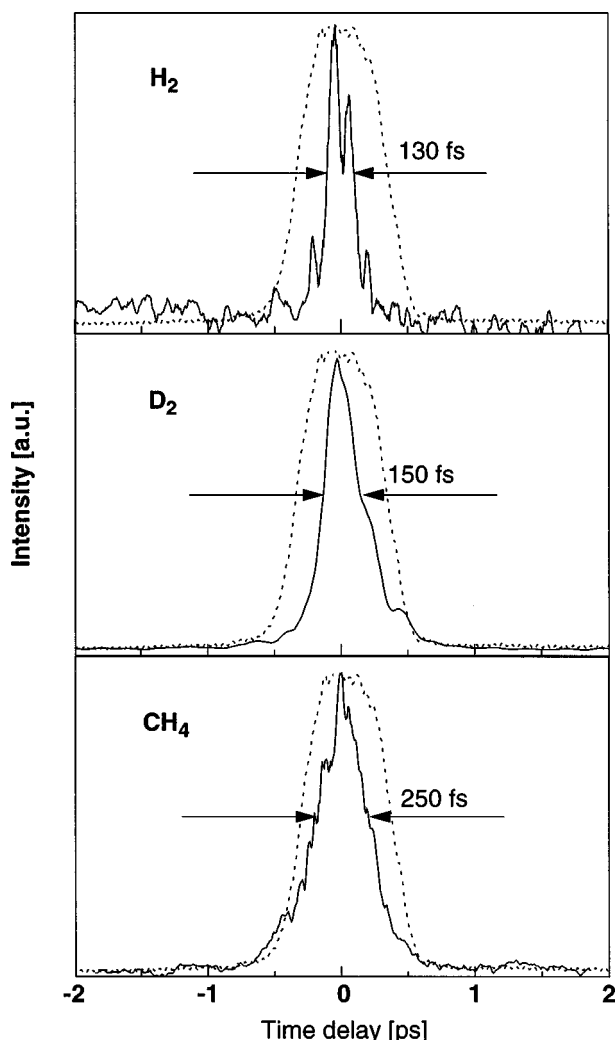 H2
130 fs
D2
150 fs
Intensity [a.u.]
CH4
250 fs
-2 -1 0 1 2
Time delay [ps]